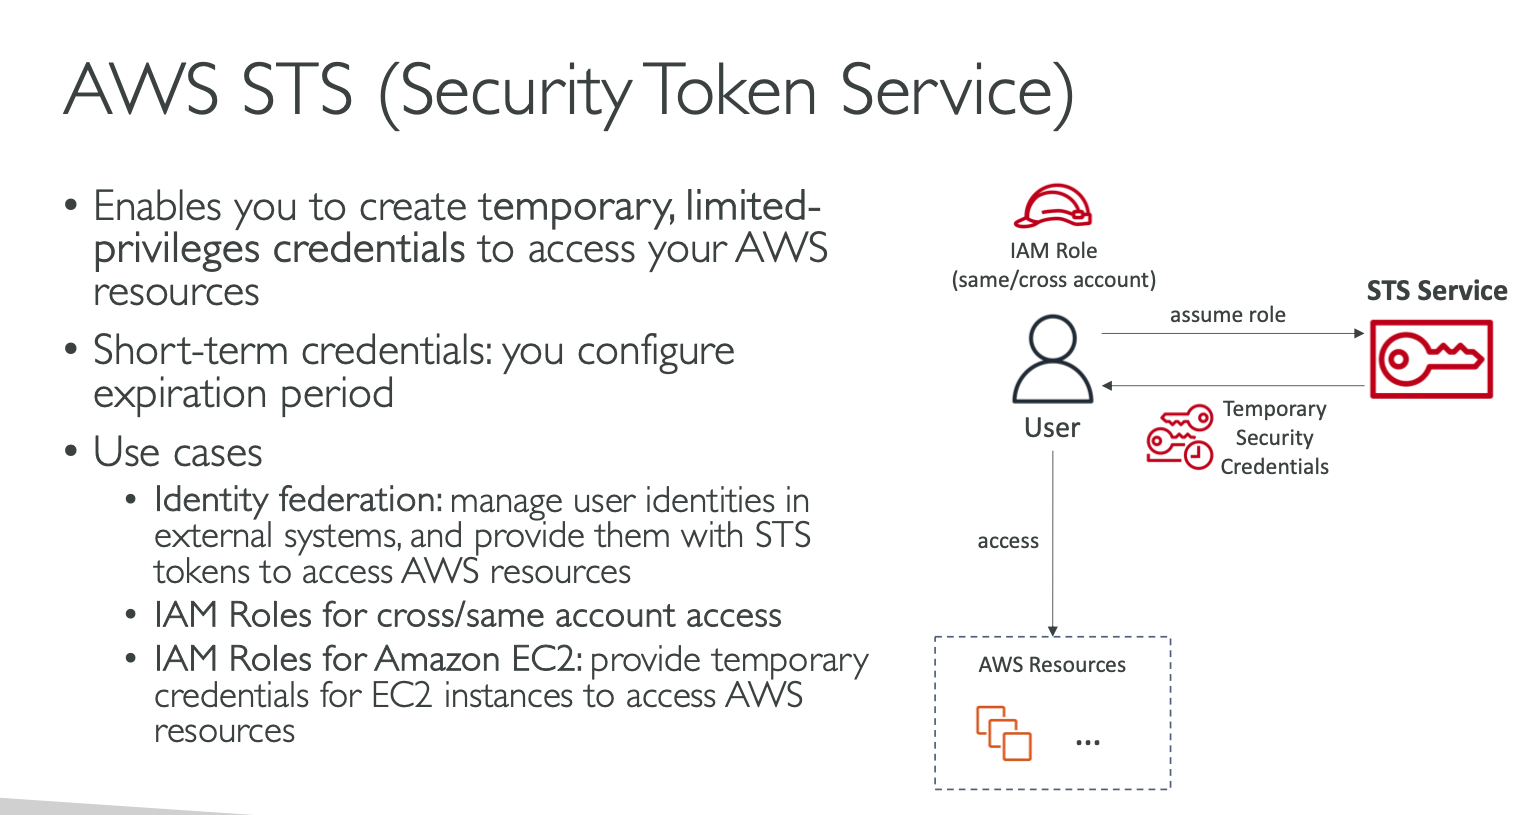 AWS STS (Security Token Service)
• Enables you to create temporary, limited-
privileges credentials to access your AWS
resources
• Short-term credentials: you configure
expiration period
• Use cases
• Identity federation: manage user identities in
external systems, and provide them with STS
tokens to access AWS resources
• IAM Roles for cross/same account access
• IAM Roles for Amazon EC2: provide temporary
credentials for EC2 instances to access AWS
resources
IAM Role
(same/cross account)
STS Service
assume role
User
Temporary
Security
Credentials
access
AWS Resources
...